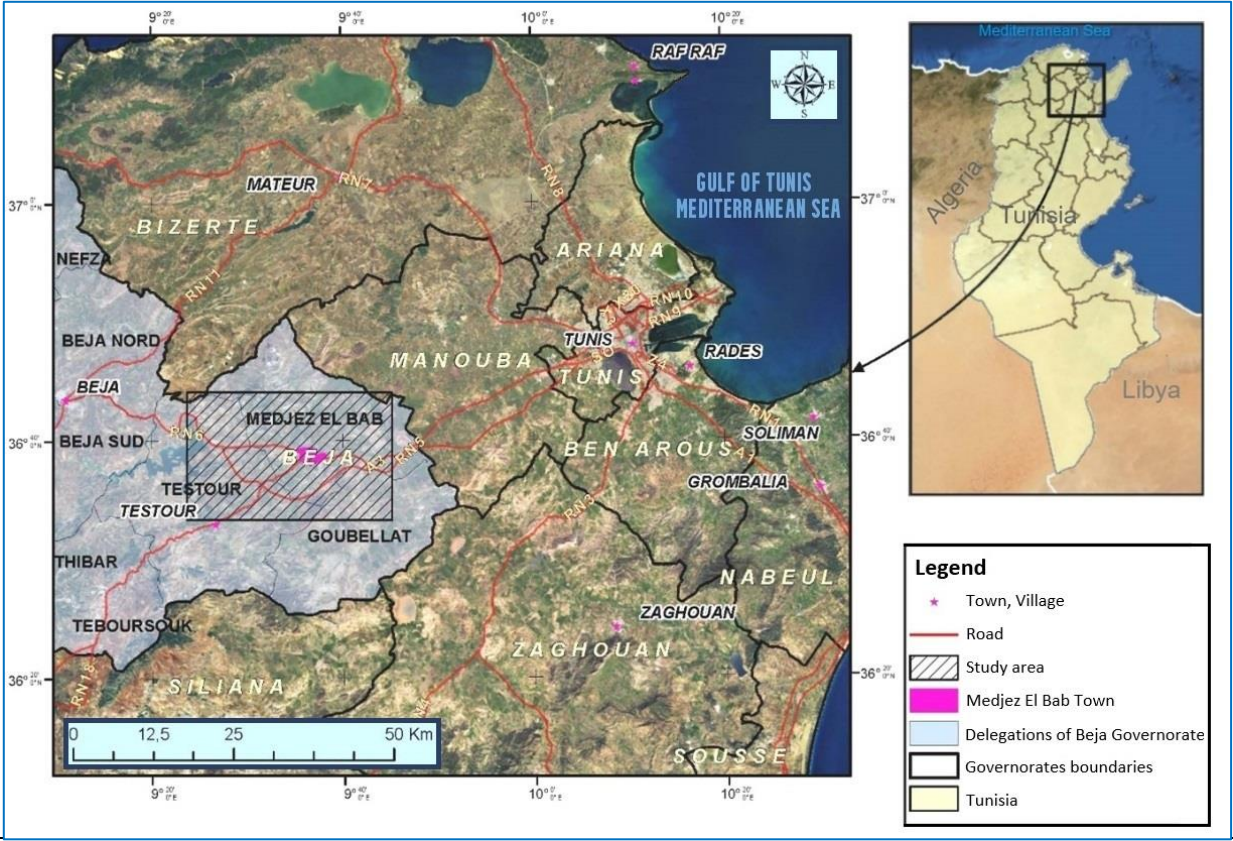 9° 20' 0"E
9° 40' 0"E
10° 0' 0"E
10° 20' 0"E
RAF RAF
N
W E
S
Mediterranean Sea
GULF OF TUNIS
MEDITERRANEAN SEA
MATEUR
RN7
RN8
37° 0' 0"N
37° 0' 0"N
BIZERTE
ARIANA
NEFZA
RN11
RN10
RN9
BEJA NORD
TUNIS
RADES
MANOUBA
TUNIS
BEJA
MEDJEZ EL BAB
RN1
SOLIMAN
RN6
36° 40' 0"N
36° 40' 0"N
BEJA SUD
BEJA
A3
RN5
BEN AROUS
GROMBALIA
TESTOUR
TESTOUR
RN3
GOUBELLAT
THIBAR
NABEUL
TEBOURSOUK
ZAGHOUAN
ZAGHOUAN
36° 20' 0"N
36° 20' 0"N
RN18
SILIANA
SOUSSE
0 12,5 25 50 Km
9° 20' 0"E
9° 40' 0"E
10° 0' 0"E
10° 20' 0"E
Algeria
Tunisia
Libya
Legend
Town, Village
Road
Study area
Medjez El Bab Town
Delegations of Beja Governorate
Governorates boundaries
Tunisia